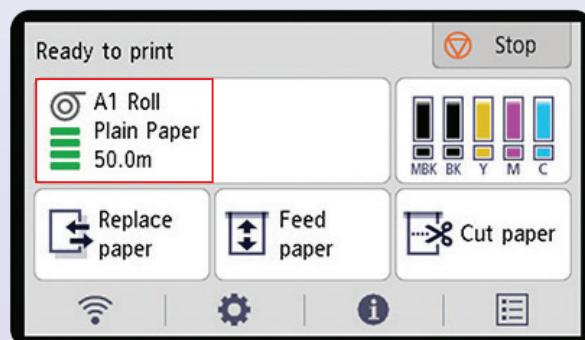 Ready to print
Stop
A1 Roll
Plain Paper
50.0m
MBK BK Y M C
Replace
paper
Feed
paper
Cut paper